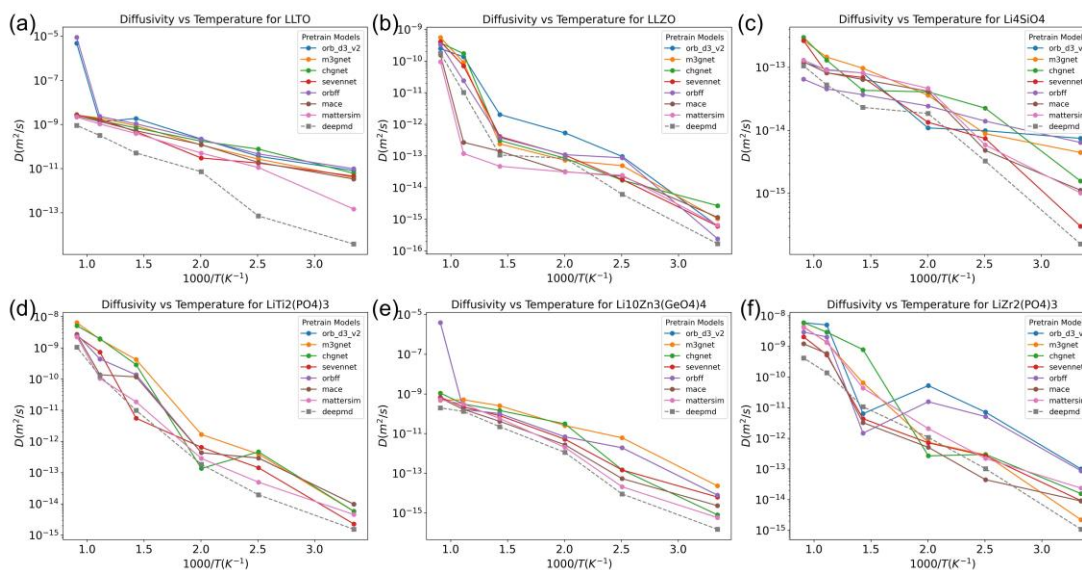 (a)
Diffusivity vs Temperature for LLTO
D(m²/s)
10⁻⁵
10⁻⁷
10⁻⁹
10⁻¹¹
10⁻¹³
1.0 1.5 2.0 2.5 3.0
1000/T(K⁻¹)
Pretrain Models
orb_d3_v2
m3gnet
chgnet
sevennet
orbff
mace
mattersim
deepmd
(b)
Diffusivity vs Temperature for LLZO
D(m²/s)
10⁻⁹
10⁻¹⁰
10⁻¹¹
10⁻¹²
10⁻¹³
10⁻¹⁴
10⁻¹⁵
10⁻¹⁶
1.0 1.5 2.0 2.5 3.0
1000/T(K⁻¹)
Pretrain Models
orb_d3_v2
m3gnet
chgnet
sevennet
orbff
mace
mattersim
deepmd
(c)
Diffusivity vs Temperature for Li4SiO4
D(m²/s)
10⁻¹³
10⁻¹⁴
10⁻¹⁵
1.0 1.5 2.0 2.5 3.0
1000/T(K⁻¹)
Pretrain Models
orb_d3_v2
m3gnet
chgnet
sevennet
orbff
mace
mattersim
deepmd
(d)
Diffusivity vs Temperature for LiTi2(PO4)3
D(m²/s)
10⁻⁸
10⁻⁹
10⁻¹⁰
10⁻¹¹
10⁻¹²
10⁻¹³
10⁻¹⁴
10⁻¹⁵
1.0 1.5 2.0 2.5 3.0
1000/T(K⁻¹)
Pretrain Models
orb_d3_v2
m3gnet
chgnet
sevennet
orbff
mace
mattersim
deepmd
(e)
Diffusivity vs Temperature for Li10Zn3(GeO4)4
D(m²/s)
10⁻⁵
10⁻⁷
10⁻⁹
10⁻¹¹
10⁻¹³
10⁻¹⁵
1.0 1.5 2.0 2.5 3.0
1000/T(K⁻¹)
Pretrain Models
orb_d3_v2
m3gnet
chgnet
sevennet
orbff
mace
mattersim
deepmd
(f)
Diffusivity vs Temperature for LiZr2(PO4)3
D(m²/s)
10⁻⁸
10⁻⁹
10⁻¹⁰
10⁻¹¹
10⁻¹²
10⁻¹³
10⁻¹⁴
10⁻¹⁵
1.0 1.5 2.0 2.5 3.0
1000/T(K⁻¹)
Pretrain Models
orb_d3_v2
m3gnet
chgnet
sevennet
orbff
mace
mattersim
deepmd